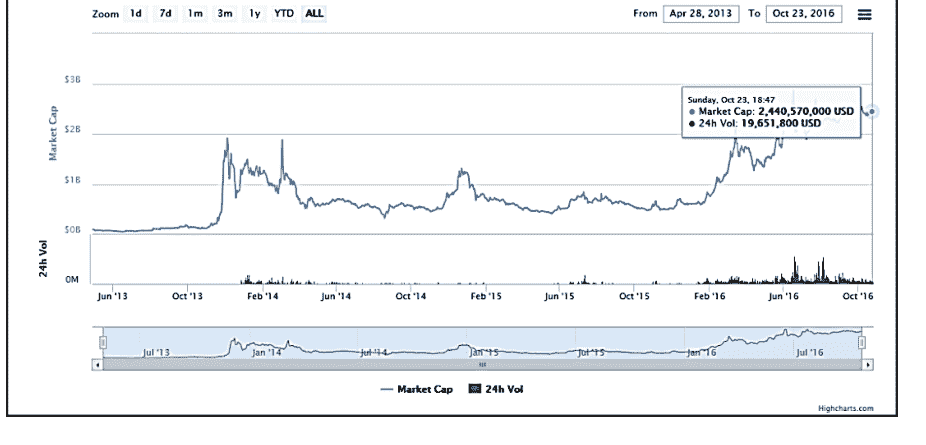 Zoom 1d 7d 1m 3m 1y YTD ALL
From Apr 28, 2013 To Oct 23, 2016
$3B
$2B
$1B
$0B
Market Cap
Sunday, Oct 23, 18:47
Market Cap: 2,440,570,000 USD
24h Vol: 19,651,800 USD
24h Vol
0M
Jun '13 Oct '13 Feb '14 Jun '14 Oct '14 Feb '15 Jun '15 Oct '15 Feb '16 Jun '16 Oct '16
Jul '13 Jan '14 Jul '14 Jan '15 Jul '15 Jan '16 Jul '16
Market Cap 24h Vol
Highcharts.com